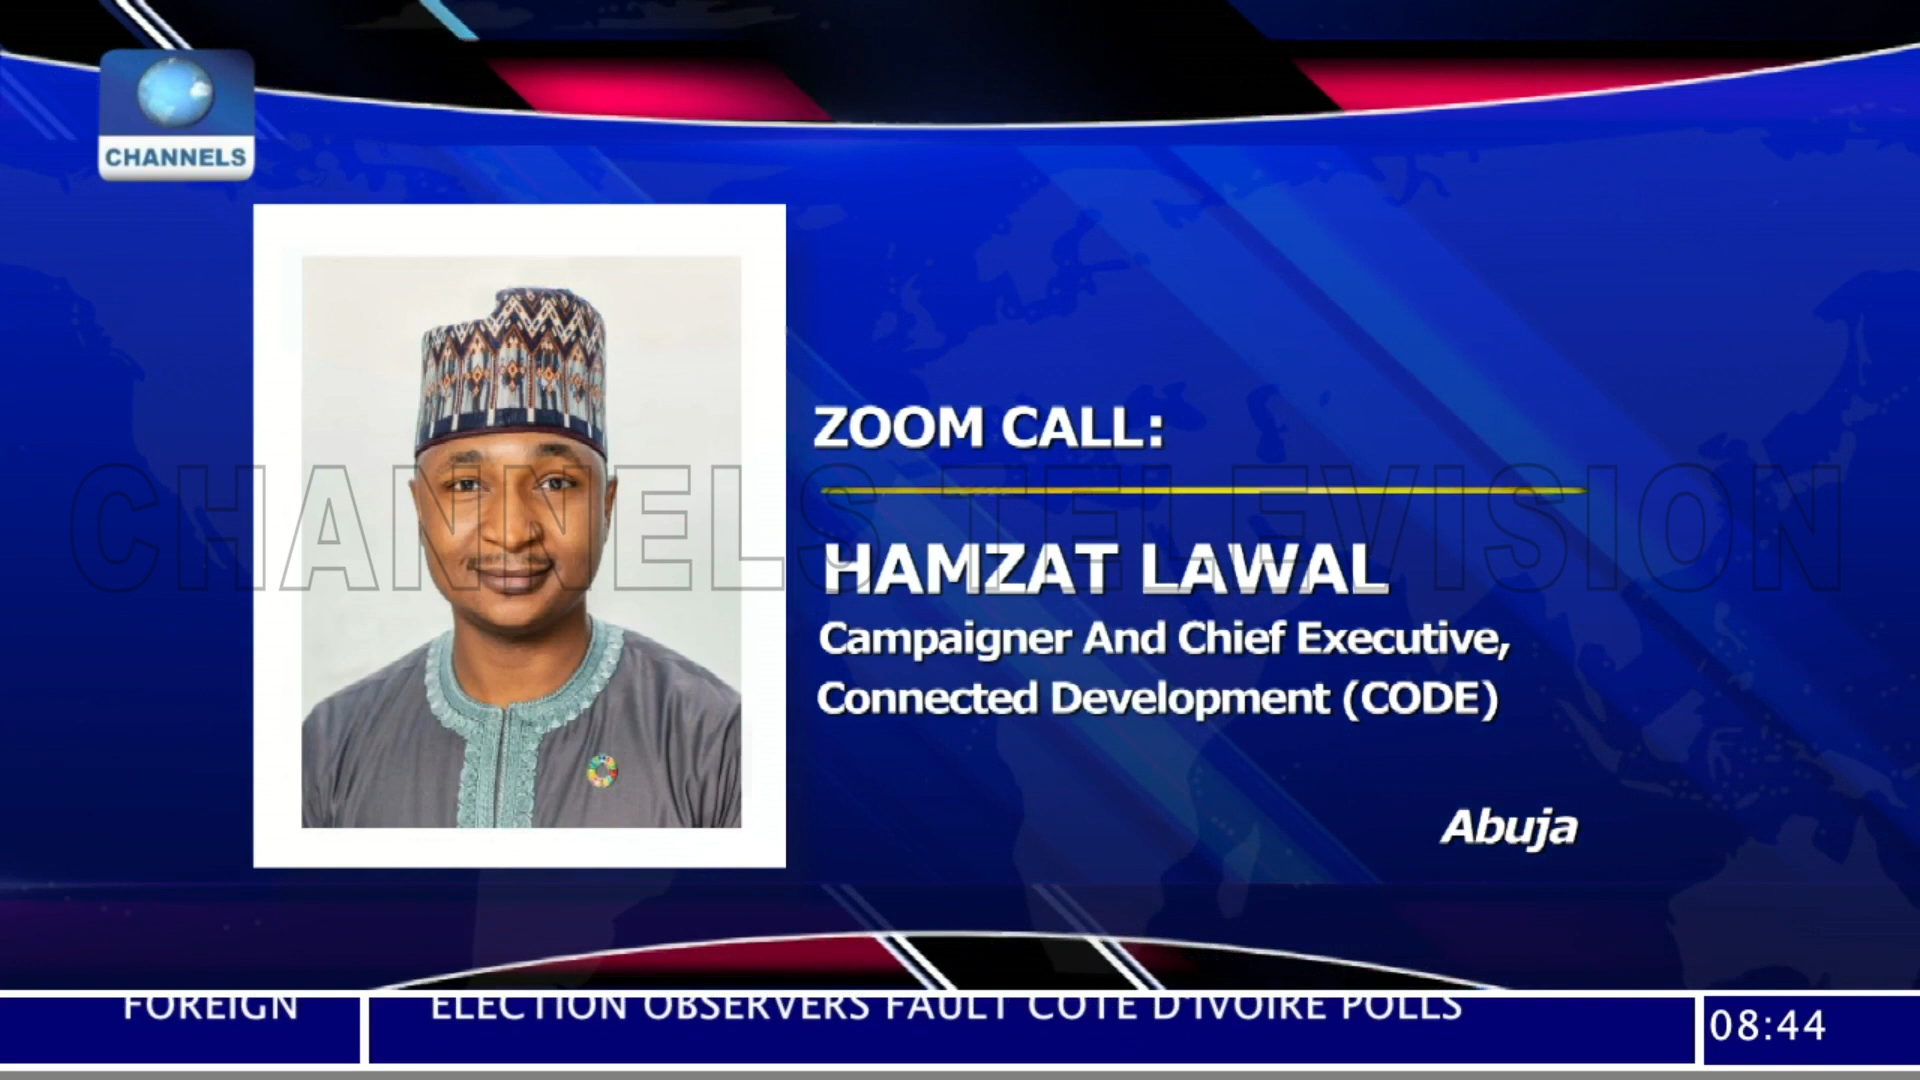 CHANNELS
ZOOM CALL:
CHANNELS TELEVISION
HAMZAT LAWAL
Campaigner And Chief Executive,
Connected Development (CODE)
Abuja
FOREIGN
ELECTION OBSERVERS FAULT COTE D'IVOIRE POLLS
08:44